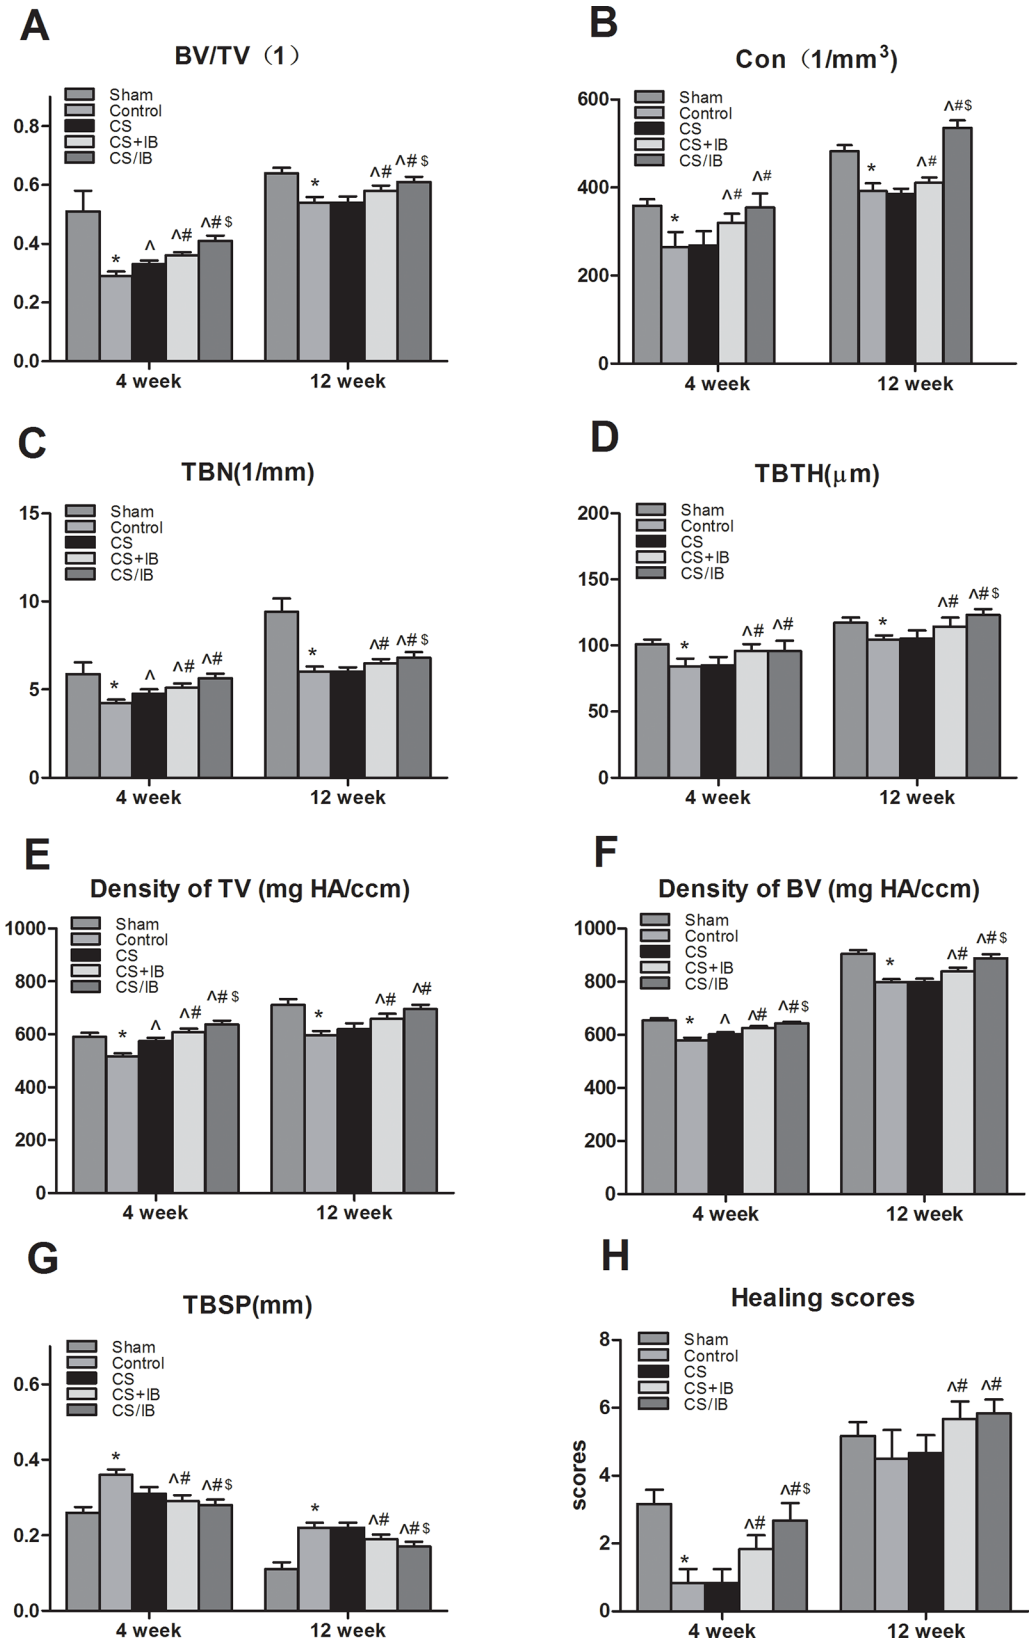 A
BV/TV（1）
Sham
Control
CS
CS+IB
CS/IB
0.8
0.6
0.4
0.2
0.0
* ^ ^# ^#$
* ^# ^#$
4 week 12 week
B
Con（1/mm³)
Sham
Control
CS
CS+IB
CS/IB
600
400
200
0
* ^# ^#
* ^# ^#$
4 week 12 week
C
TBN(1/mm)
Sham
Control
CS
CS+IB
CS/IB
15
10
5
0
* ^ ^# ^#
* ^# ^#$
4 week 12 week
D
TBTH(μm)
Sham
Control
CS
CS+IB
CS/IB
200
150
100
50
0
* ^# ^#
* ^# ^#$
4 week 12 week
E
Density of TV (mg HA/ccm)
Sham
Control
CS
CS+IB
CS/IB
1000
800
600
400
200
0
* ^ ^# ^#$
* ^# ^#
4 week 12 week
F
Density of BV (mg HA/ccm)
Sham
Control
CS
CS+IB
CS/IB
1000
800
600
400
200
0
* ^ ^# ^#$
* ^# ^#$
4 week 12 week
G
TBSP(mm)
Sham
Control
CS
CS+IB
CS/IB
0.6
0.4
0.2
0.0
* ^# ^#$
* ^# ^#$
4 week 12 week
H
Healing scores
Sham
Control
CS
CS+IB
CS/IB
scores
8
6
4
2
0
* ^# ^#$
^# ^#
4 week 12 week